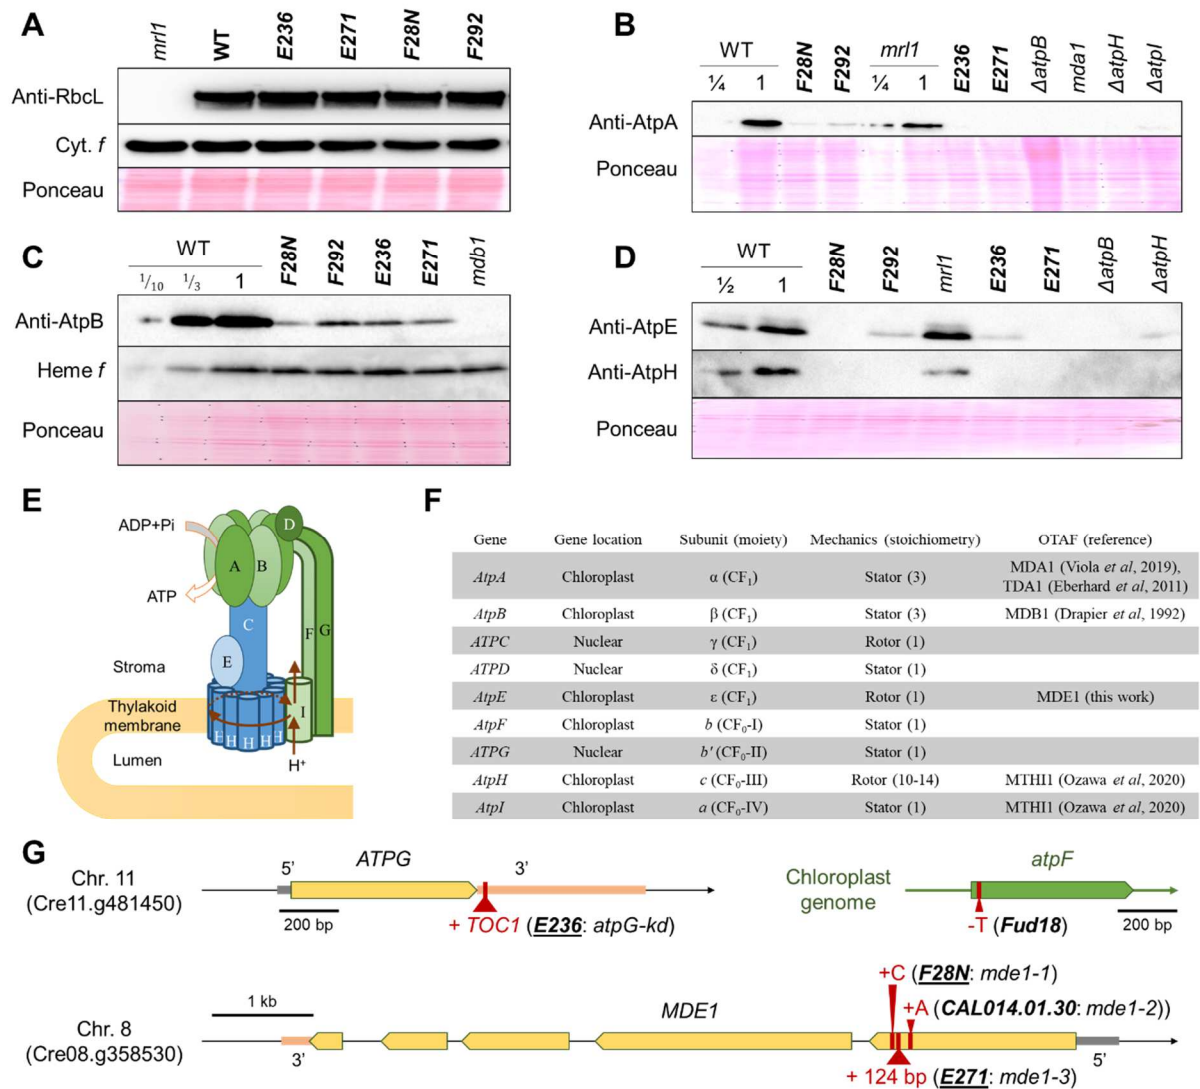 A
mrl1
WT
E236
E271
F28N
F292
Anti-RbcL
Cyt. f
Ponceau
B
WT
¼
1
F28N
F292
mrl1
¼
1
E236
E271
ΔatpB
mda1
ΔatpH
ΔatpI
Anti-AtpA
Ponceau
C
WT
1/10
1/3
1
F28N
F292
E236
E271
mdb1
Anti-AtpB
Heme f
Ponceau
D
WT
½
1
F28N
F292
mrl1
E236
E271
ΔatpB
ΔatpH
Anti-AtpE
Anti-AtpH
Ponceau
E
ADP+Pi
ATP
D
A
B
C
F
G
E
I
H H H H H
Stroma
Thylakoid
membrane
Lumen
H+
F
Gene Gene location Subunit (moiety) Mechanics (stoichiometry) OTAF (reference)
AtpA Chloroplast α (CF1) Stator (3) MDA1 (Viola et al, 2019),
TDA1 (Eberhard et al, 2011)
AtpB Chloroplast β (CF1) Stator (3) MDB1 (Drapier et al, 1992)
ATPC Nuclear γ (CF1) Rotor (1)
ATPD Nuclear δ (CF1) Stator (1)
AtpE Chloroplast ε (CF1) Rotor (1) MDE1 (this work)
AtpF Chloroplast b (CF0-I) Stator (1)
ATPG Nuclear b' (CF0-II) Stator (1)
AtpH Chloroplast c (CF0-III) Rotor (10-14) MTHI1 (Ozawa et al, 2020)
AtpI Chloroplast a (CF0-IV) Stator (1) MTHI1 (Ozawa et al, 2020)
G
Chr. 11
(Cre11.g481450)
5'
ATPG
3'
200 bp
+ TOC1 (E236: atpG-kd)
Chloroplast
genome
atpF
-T (Fud18)
200 bp
1 kb
Chr. 8
(Cre08.g358530)
3'
MDE1
+C (F28N: mde1-1)
+A (CAL014.01.30: mde1-2))
5'
+ 124 bp (E271: mde1-3)